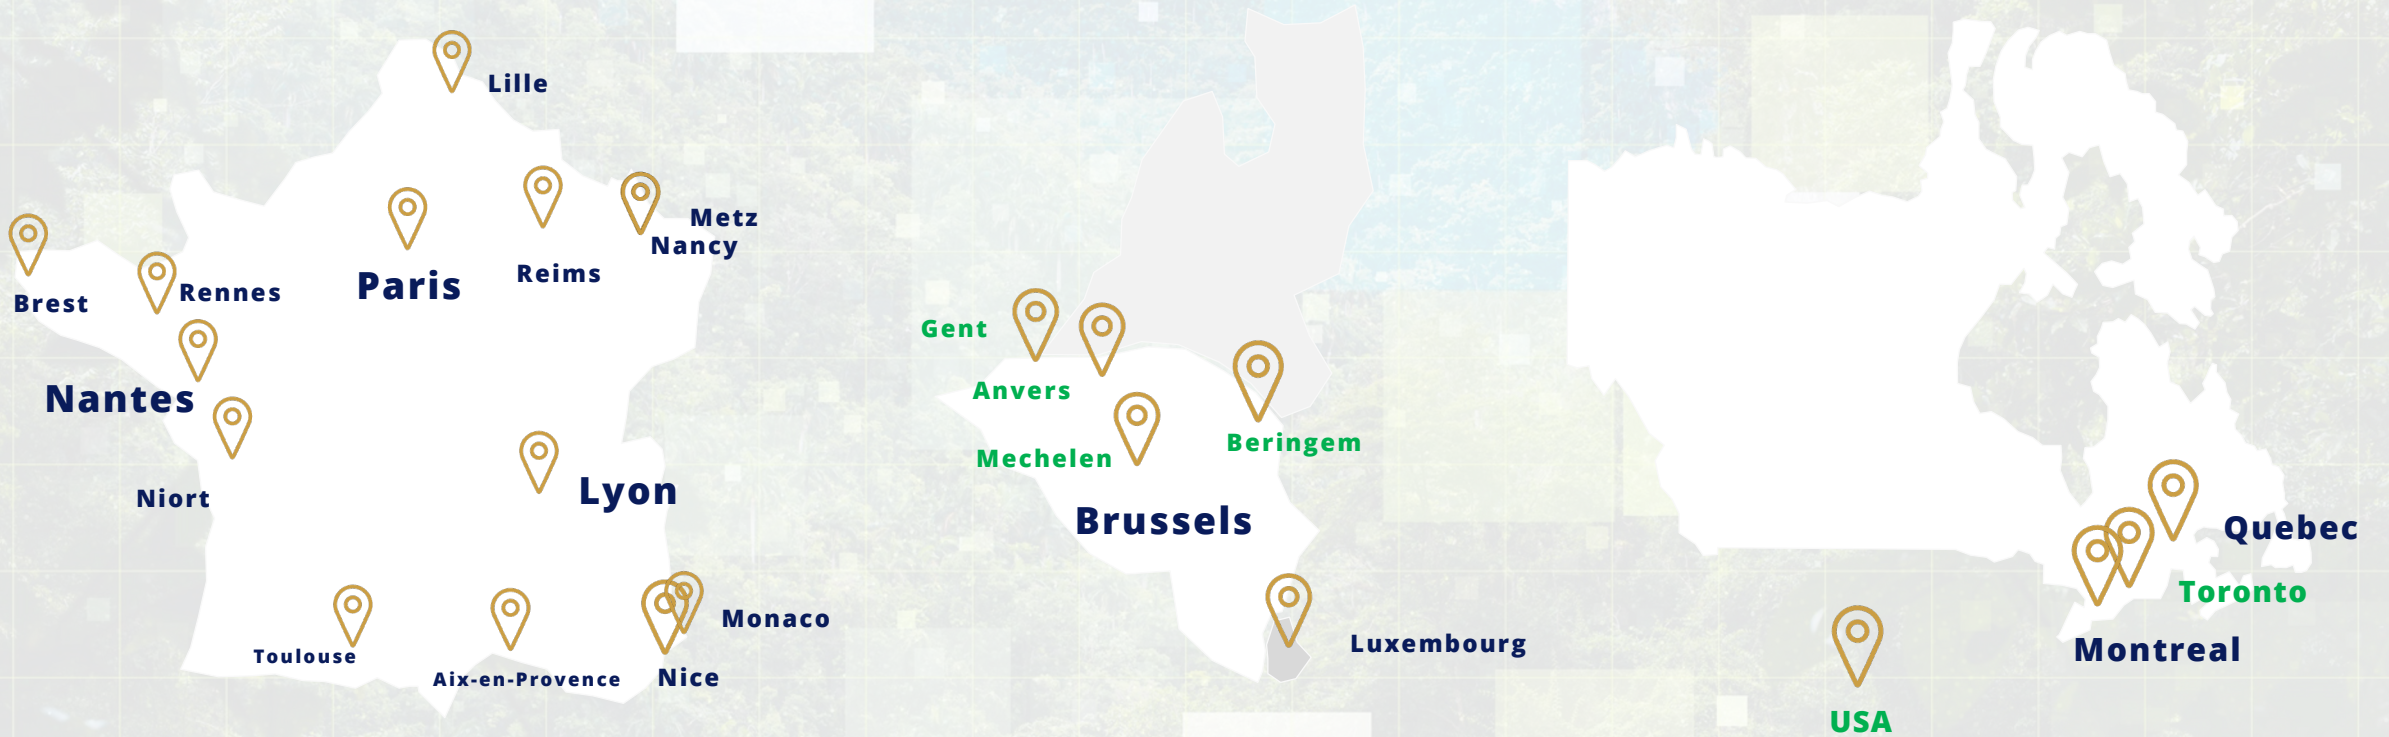 Lille
Metz
Nancy
Reims
Paris
Rennes
Brest
Nantes
Niort
Lyon
Toulouse
Aix-en-Provence
Nice
Monaco
Gent
Anvers
Mechelen
Beringem
Brussels
Luxembourg
Quebec
Toronto
Montreal
USA